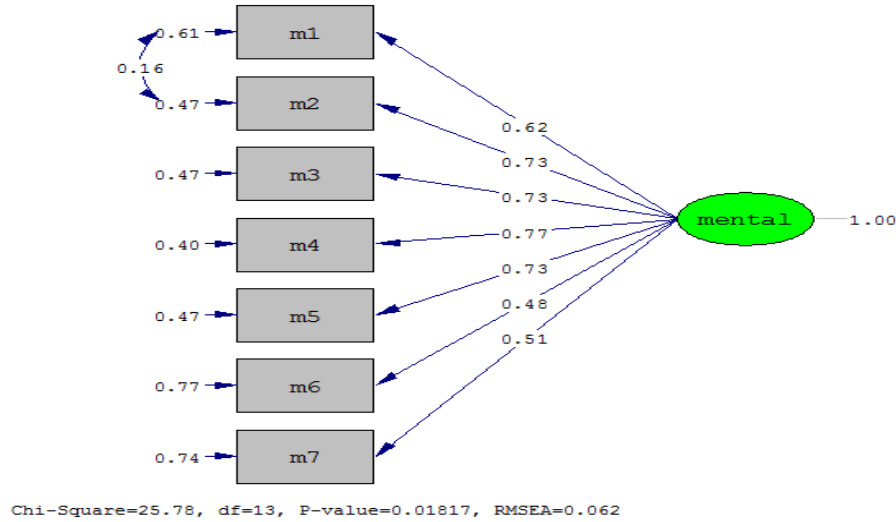 0.61 m1
0.16
0.47 m2
0.62
0.73
0.47 m3
0.73
mental 1.00
0.40 m4
0.77
0.73
0.47 m5
0.48
0.51
0.77 m6
0.74 m7
Chi-Square=25.78, df=13, P-value=0.01817, RMSEA=0.062